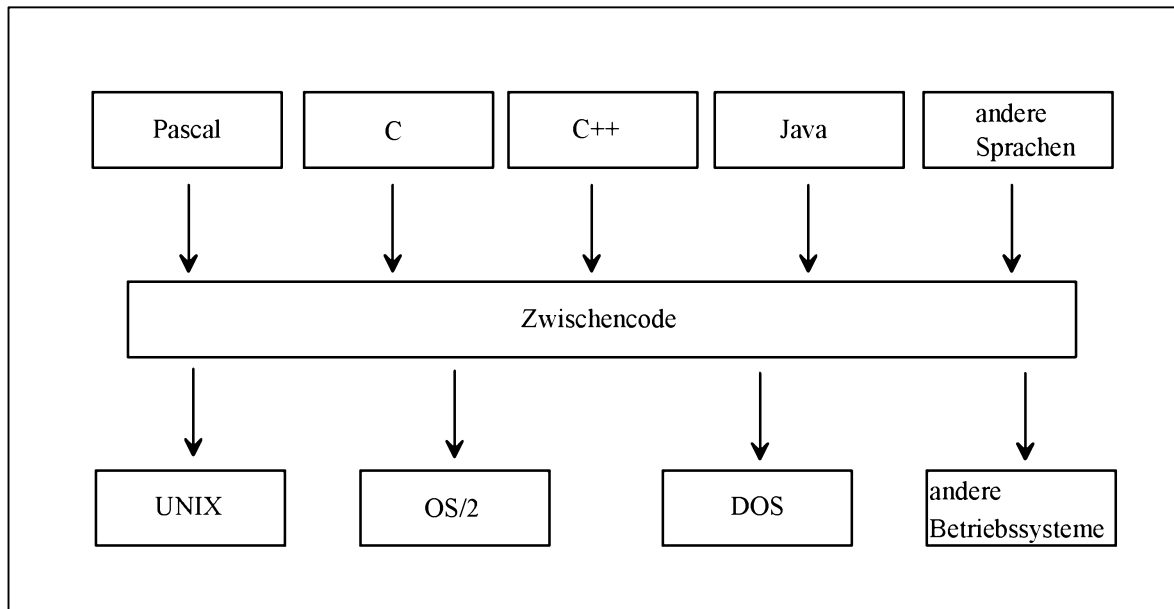 Pascal
C
C++
Java
andere
Sprachen
Zwischencode
UNIX
OS/2
DOS
andere
Betriebssysteme